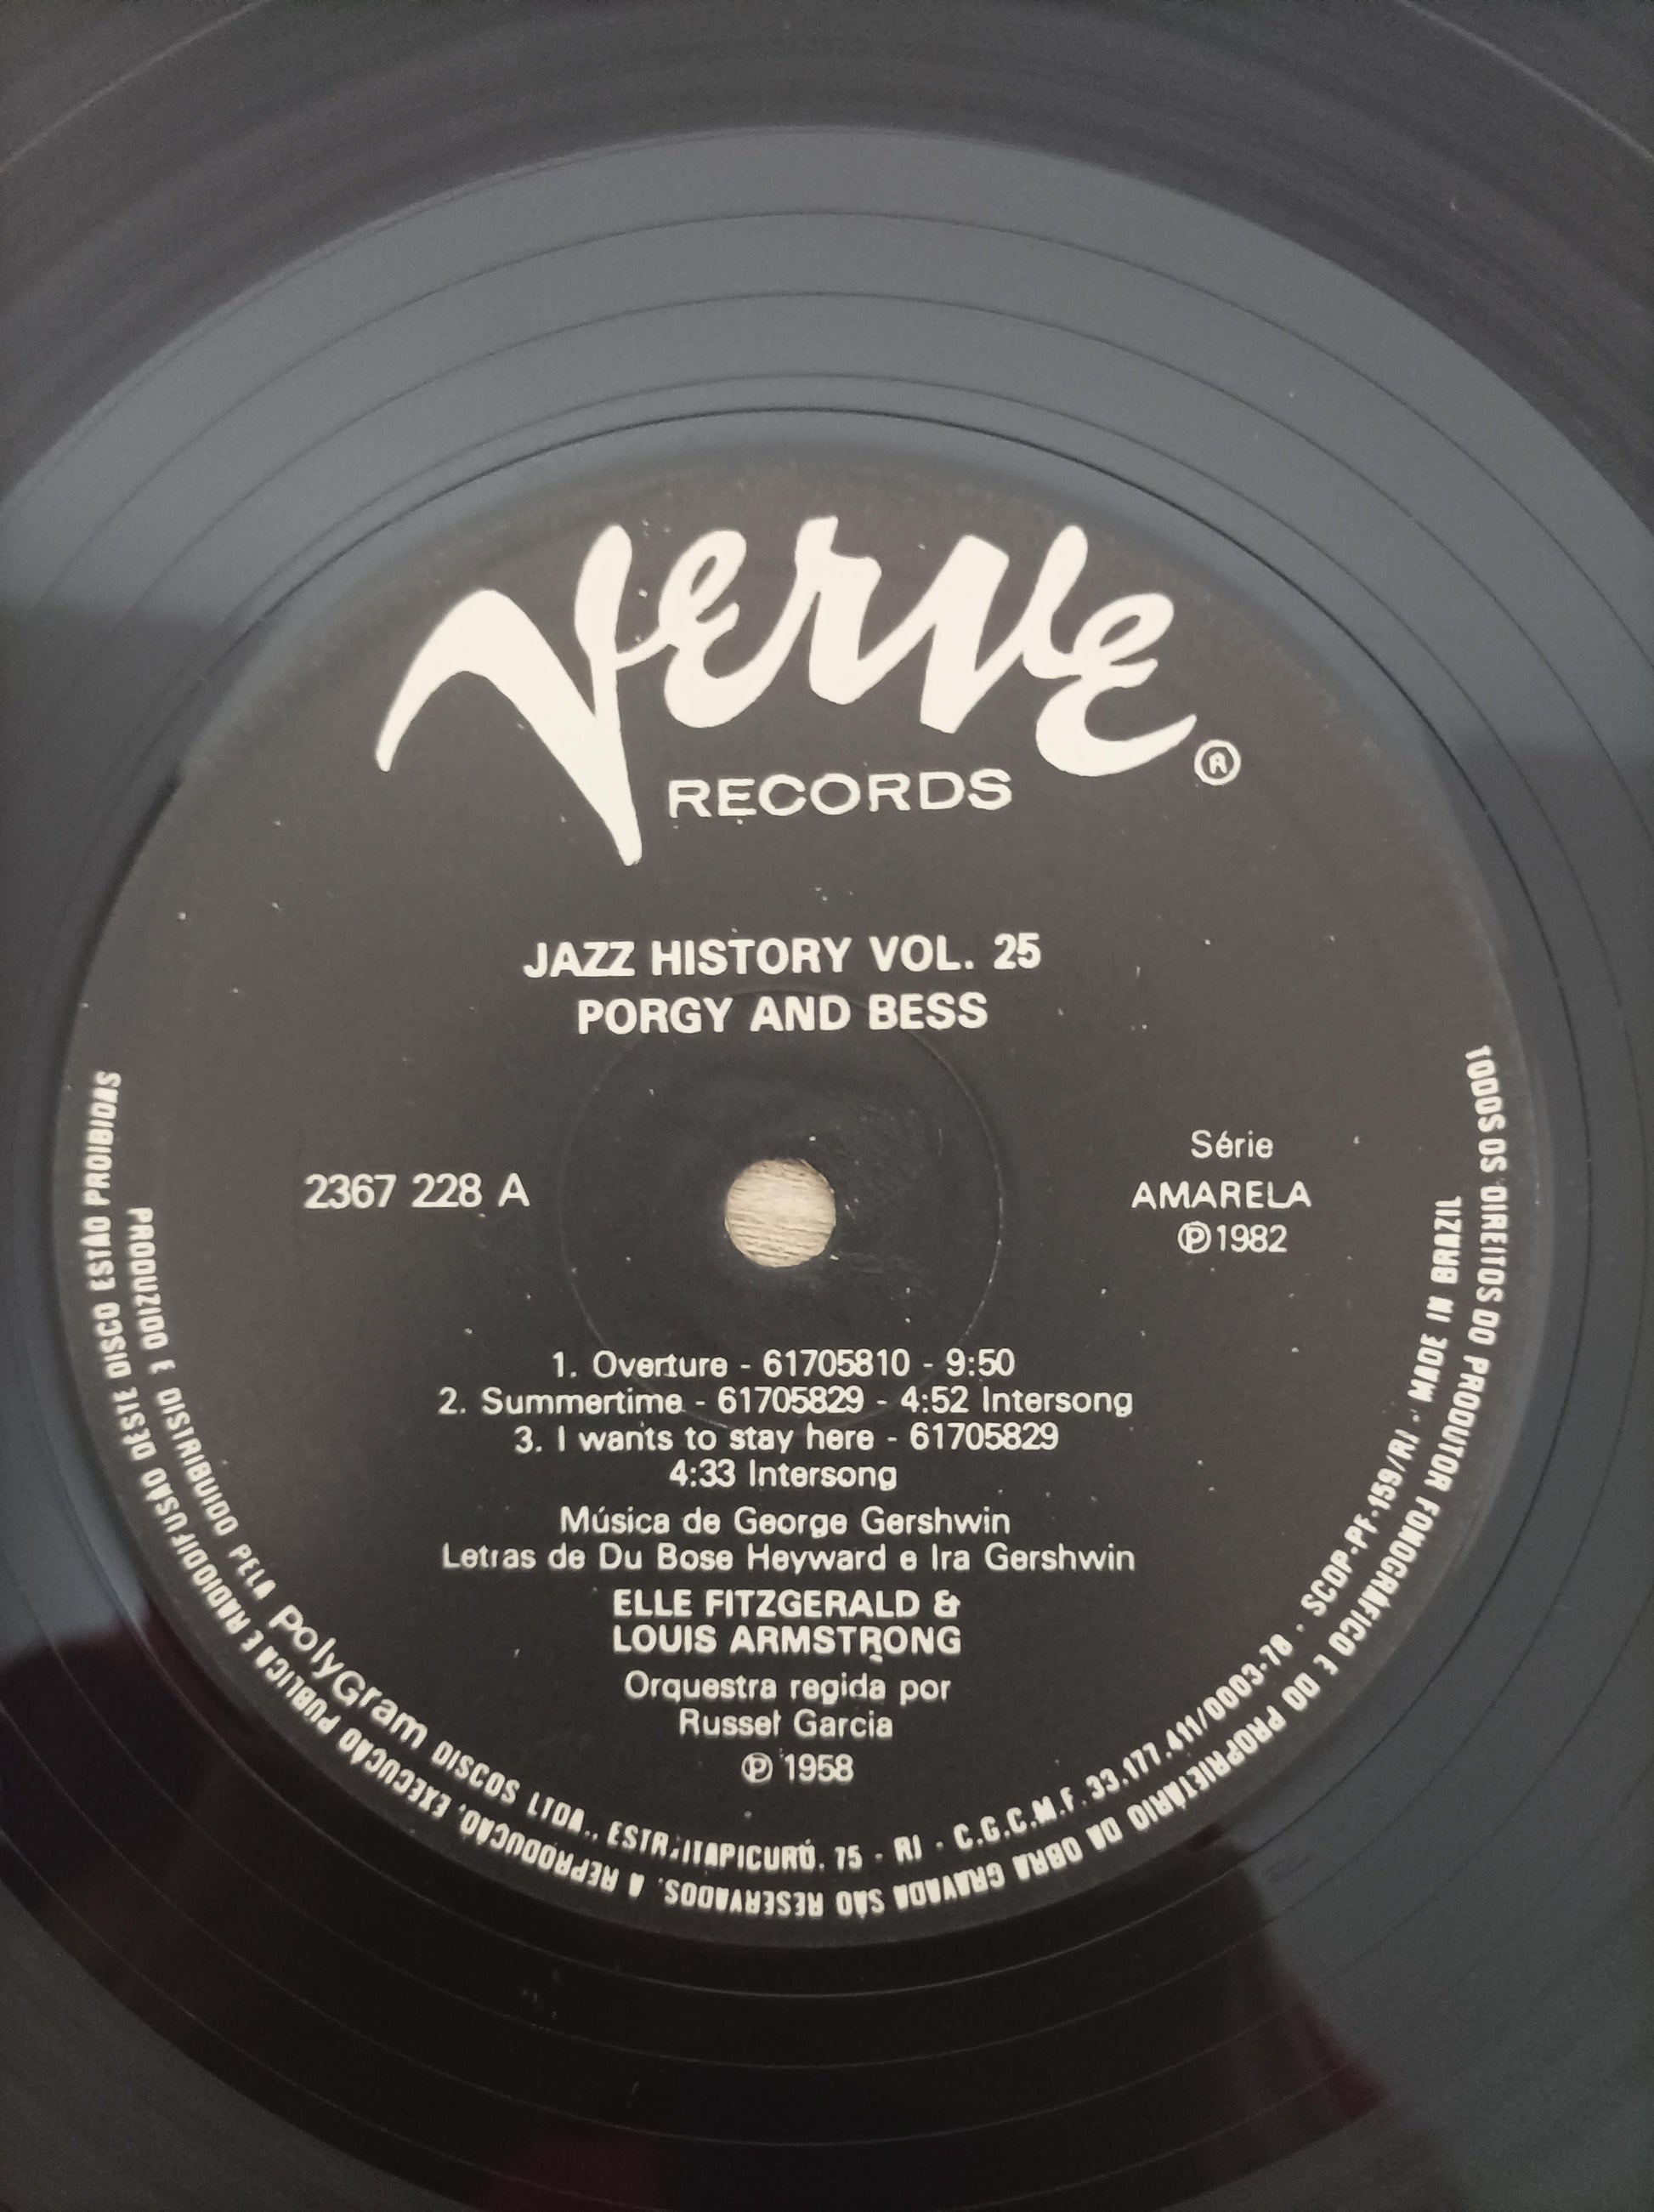 Verve
RECORDS ®
JAZZ HISTORY VOL. 25
PORGY AND BESS
2367 228 A
Série
AMARELA
℗1982
1. Overture - 61705810 - 9:50
2. Summertime - 61705829 - 4:52 Intersong
3. I wants to stay here - 61705829
4:33 Intersong
Música de George Gershwin
Letras de Du Bose Heyward e Ira Gershwin
ELLE FITZGERALD &
LOUIS ARMSTRONG
Orquestra regida por
Russel Garcia
℗ 1958
PRODUZIDO E DISTRIBUIDO PELA PolyGram DISCOS LTDA., ESTR. ITAPICURÚ, 75 - RJ - C.G.C.M.F. 33.177.411/0003-78 - SCDP-PF-159/RJ - MADE IN BRAZIL
TODOS OS DIREITOS DO PRODUTOR FONOGRÁFICO E DO PROPRIETÁRIO DA OBRA GRAVADA SÃO RESERVADOS. A REPRODUÇÃO, EXECUÇÃO PUBLICA E RADIODIFUSÃO DESTE DISCO ESTÃO PROIBIDAS